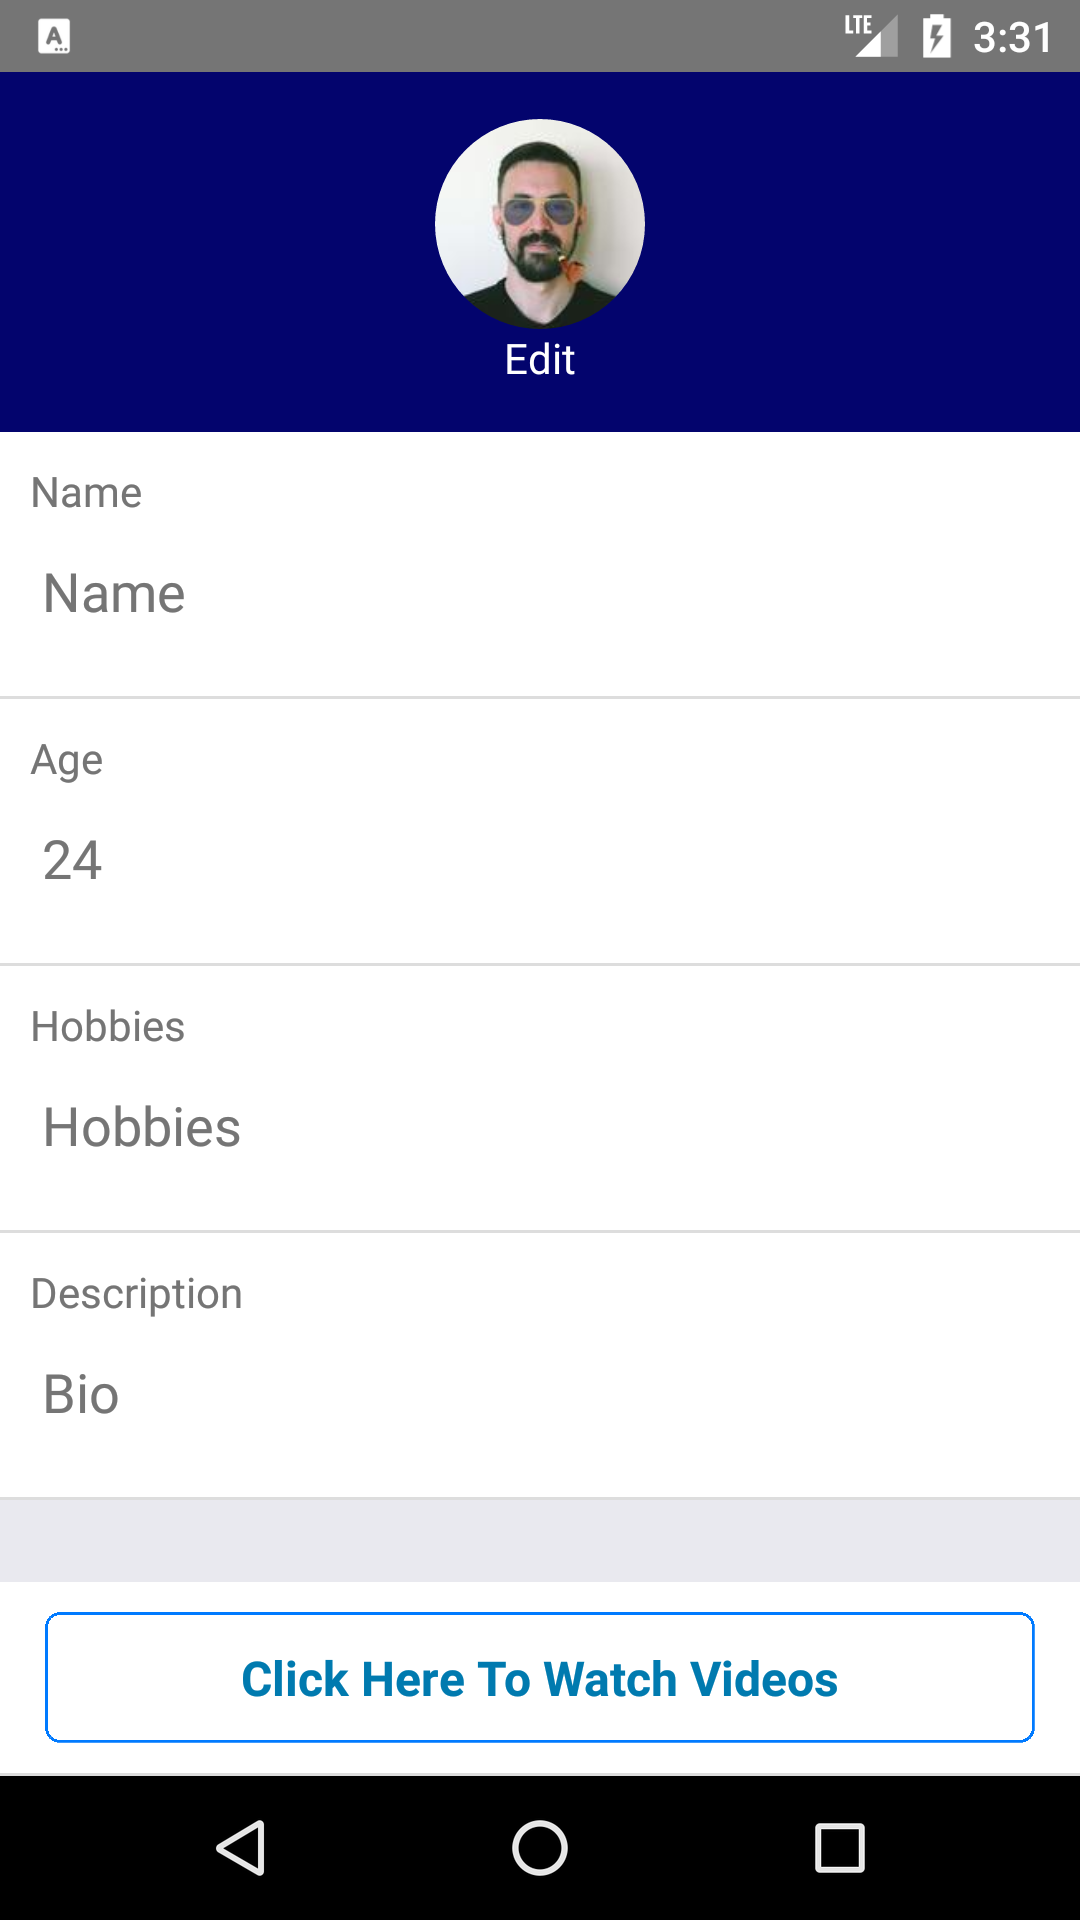 A
LTE 3:31
Edit
Name
Name
Age
24
Hobbies
Hobbies
Description
Bio
Click Here To Watch Videos